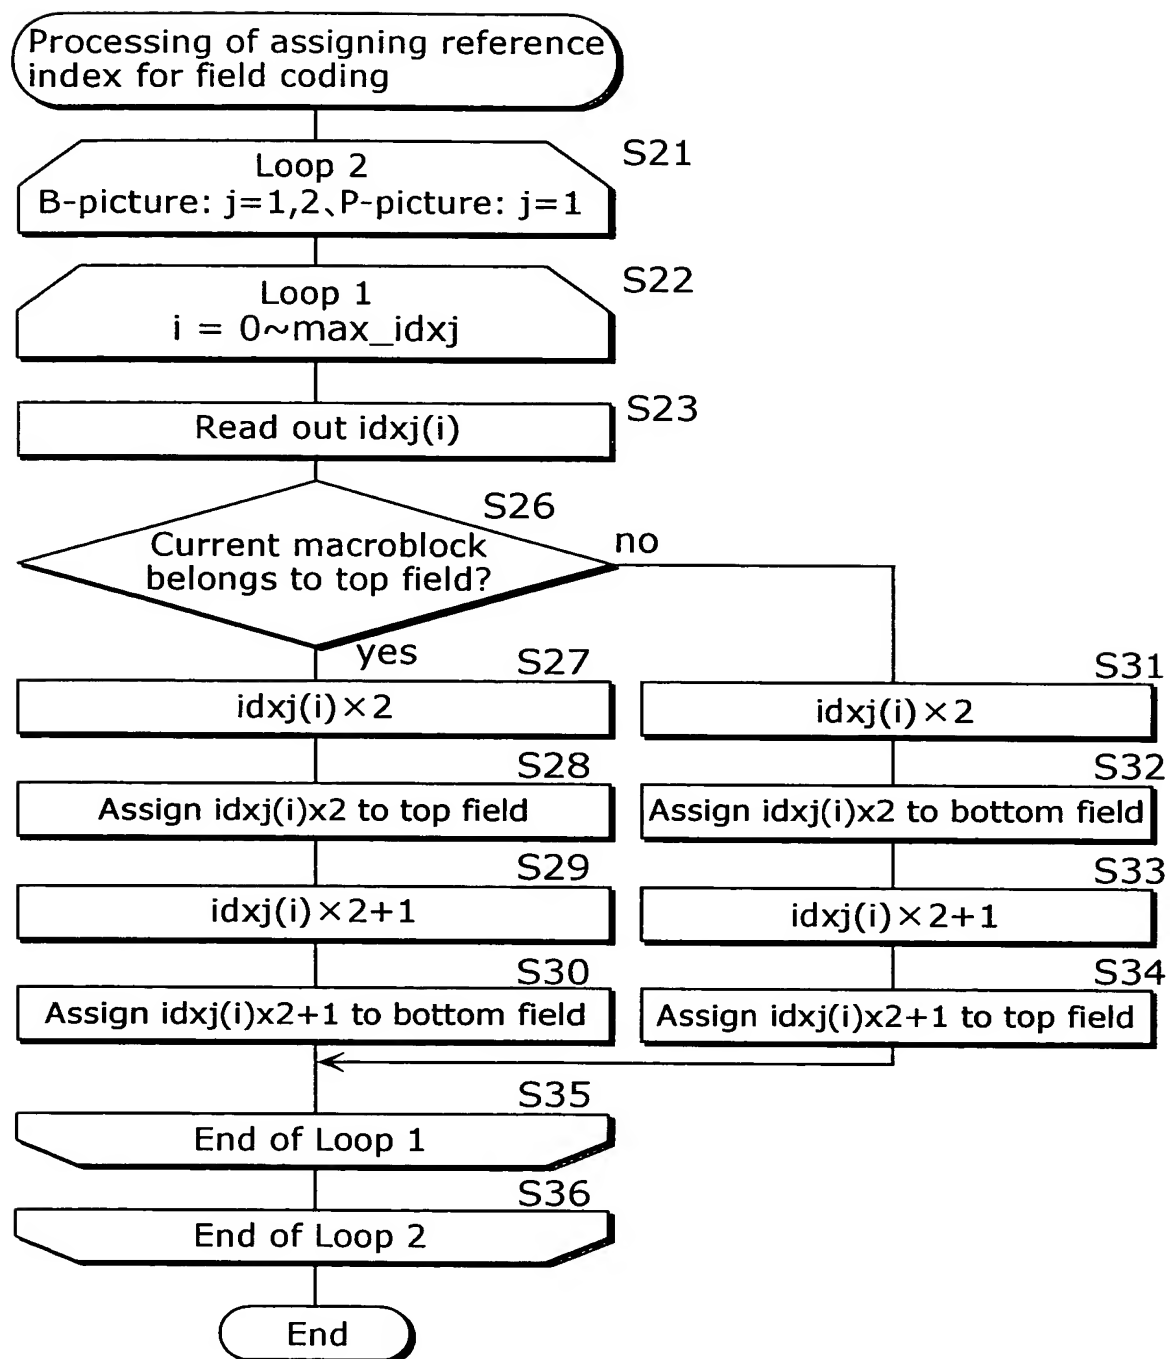 Processing of assigning reference
index for field coding
S21
Loop 2
B-picture: j=1,2、P-picture: j=1
S22
Loop 1
i = 0~max_idxj
S23
Read out idxj(i)
S26
Current macroblock
belongs to top field?
no
yes
S27
idxj(i)×2
S28
Assign idxj(i)x2 to top field
S29
idxj(i)×2+1
S30
Assign idxj(i)x2+1 to bottom field
S31
idxj(i)×2
S32
Assign idxj(i)x2 to bottom field
S33
idxj(i)×2+1
S34
Assign idxj(i)x2+1 to top field
S35
End of Loop 1
S36
End of Loop 2
End